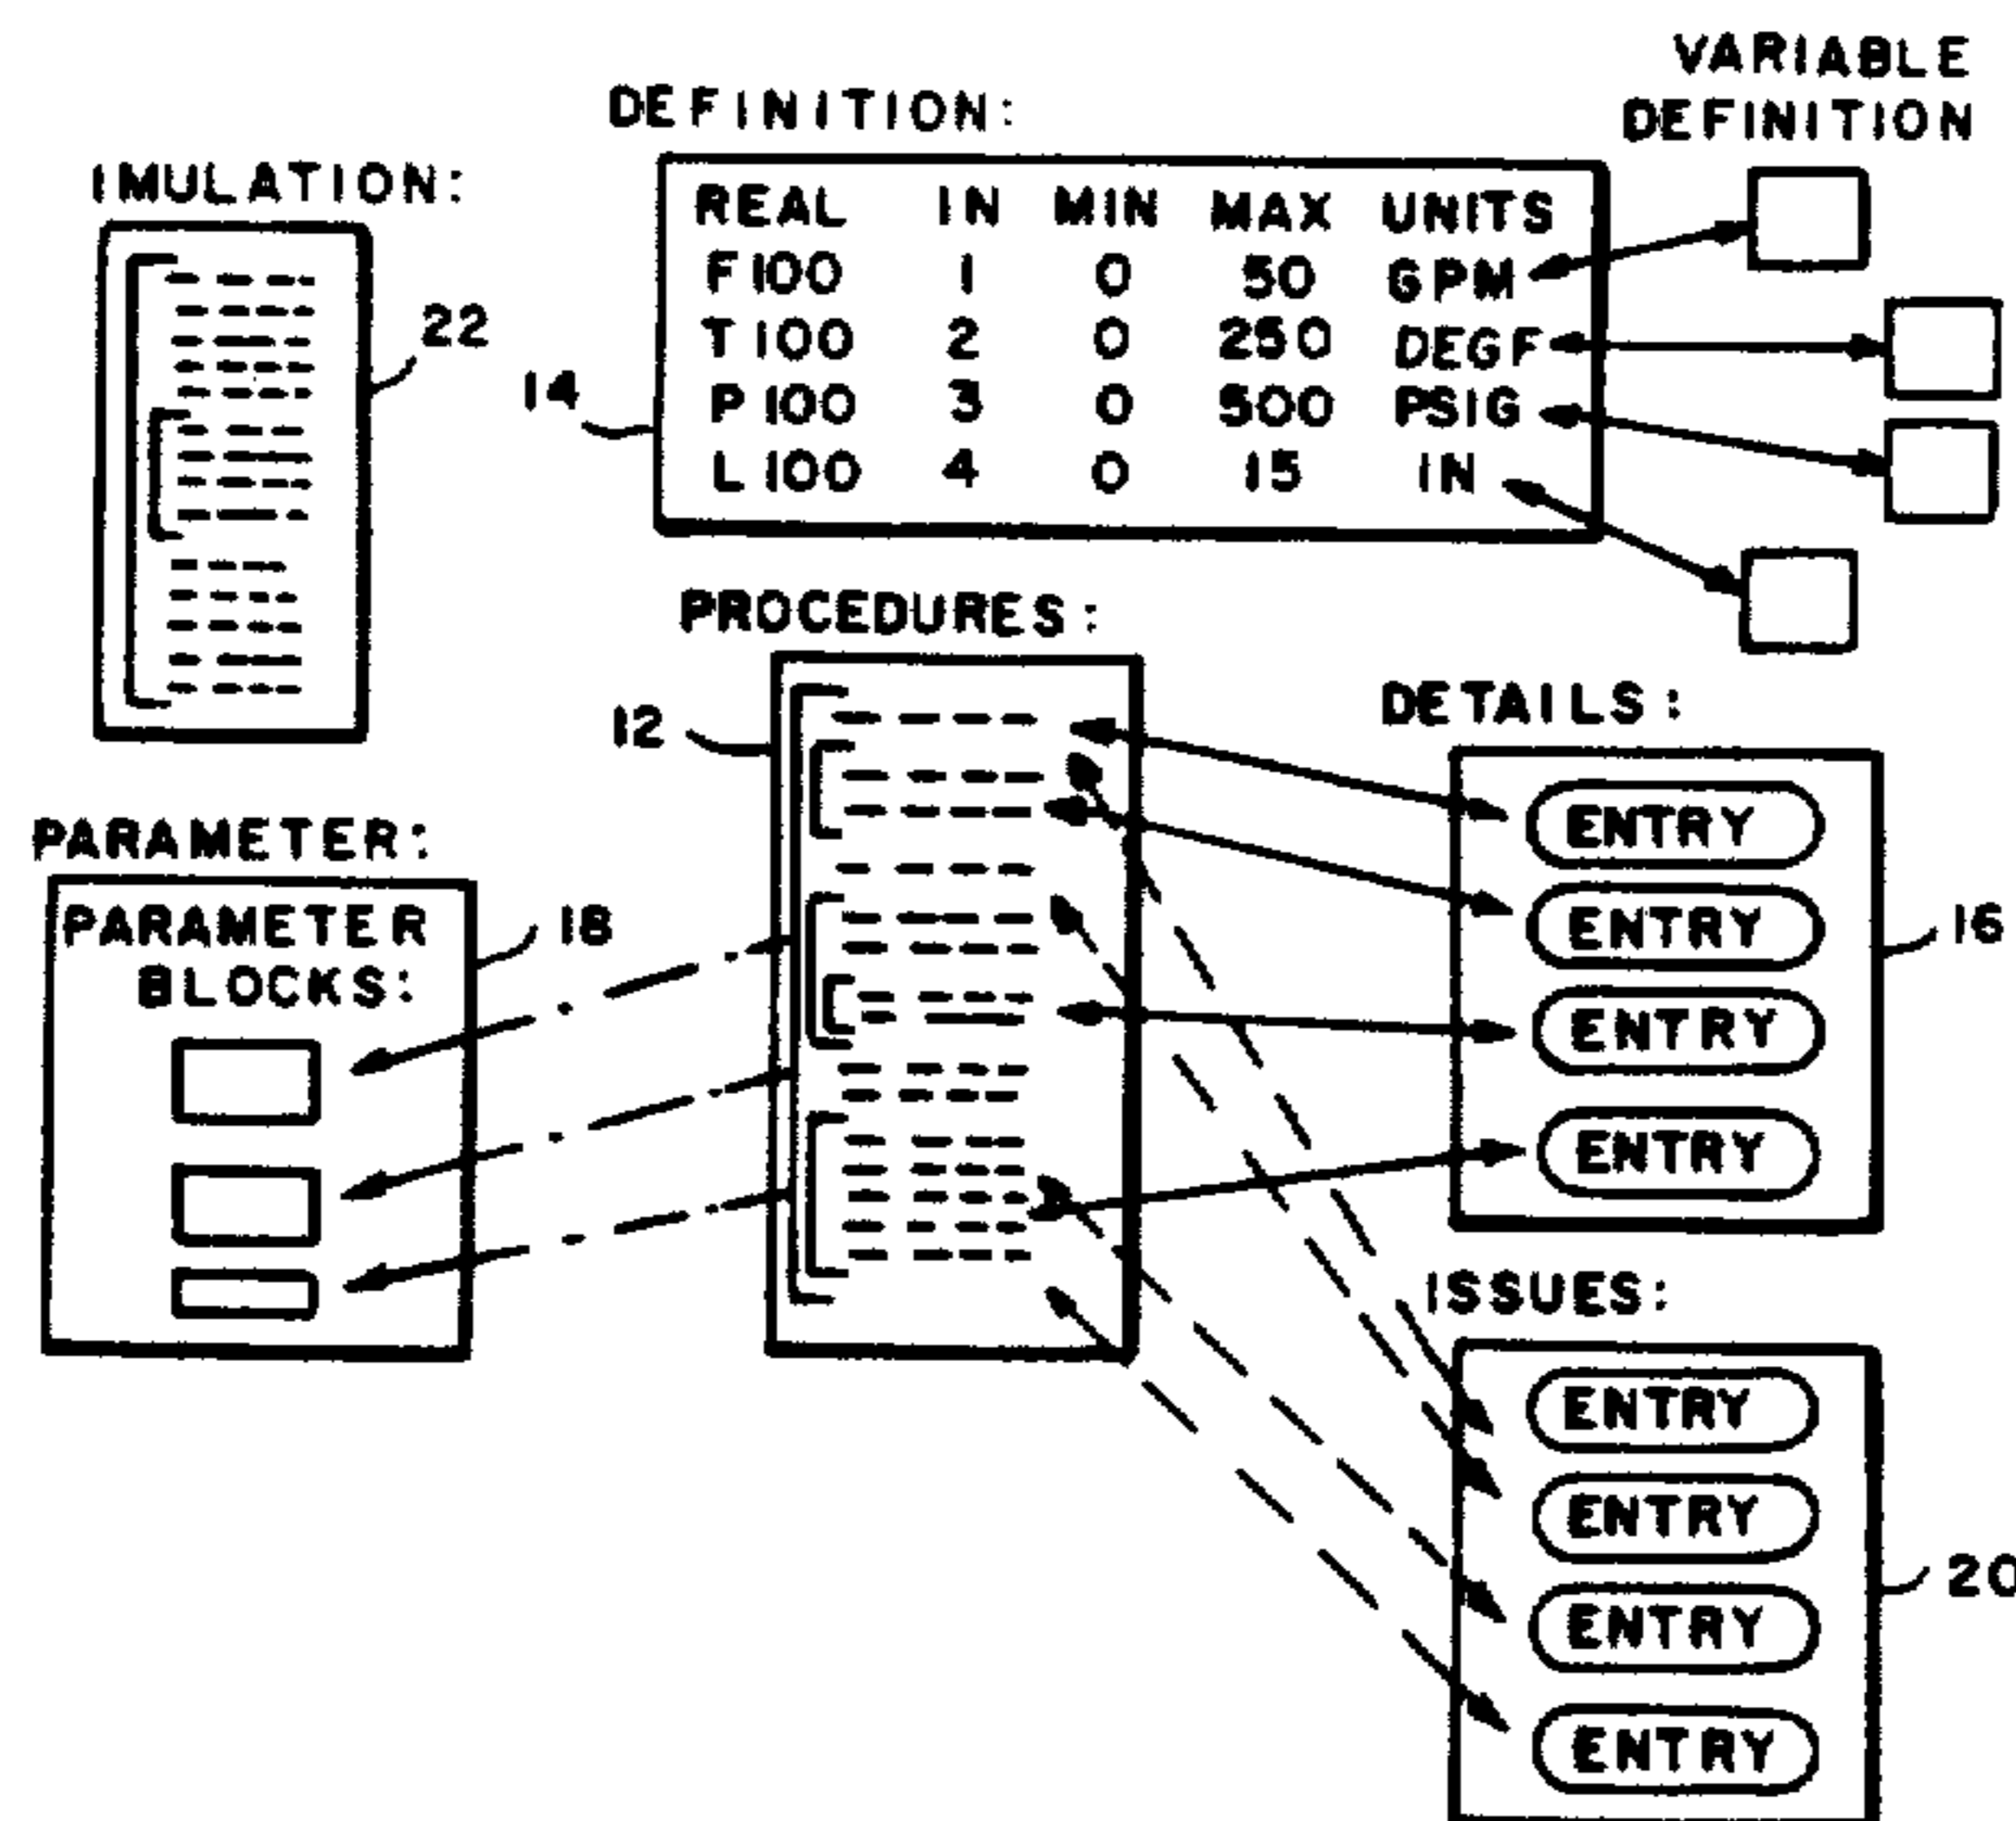 VARIABLE
DEFINITION
DEFINITION:
REAL IN MIN MAX UNITS
F100 1 0 50 GPM
T100 2 0 250 DEGF
P100 3 0 500 PSIG
L100 4 0 15 IN
14
IMULATION:
22
PROCEDURES:
12
DETAILS:
ENTRY
ENTRY
ENTRY
ENTRY
16
PARAMETER:
PARAMETER
BLOCKS:
18
ISSUES:
ENTRY
ENTRY
ENTRY
ENTRY
20